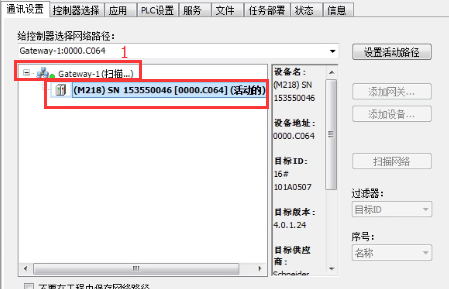 通讯设置 控制器选择 应用 PLC设置 服务 文件 任务部署 状态 信息
给控制器选择网络路径:
Gateway-1:0000.C064
设置活动路径
1
Gateway-1 (扫描...)
(M218) SN 153550046 [0000.C064] (活动的)
设备名:
(M218) SN
153550046
设备地址:
0000.C064
目标ID:
16#
101A0507
目标版本:
4.0.1.24
目标供应
商:
Schneider
添加网关...
添加设备...
扫描网络
过滤器:
目标ID
序号:
名称
不要在工程中保存网络路径